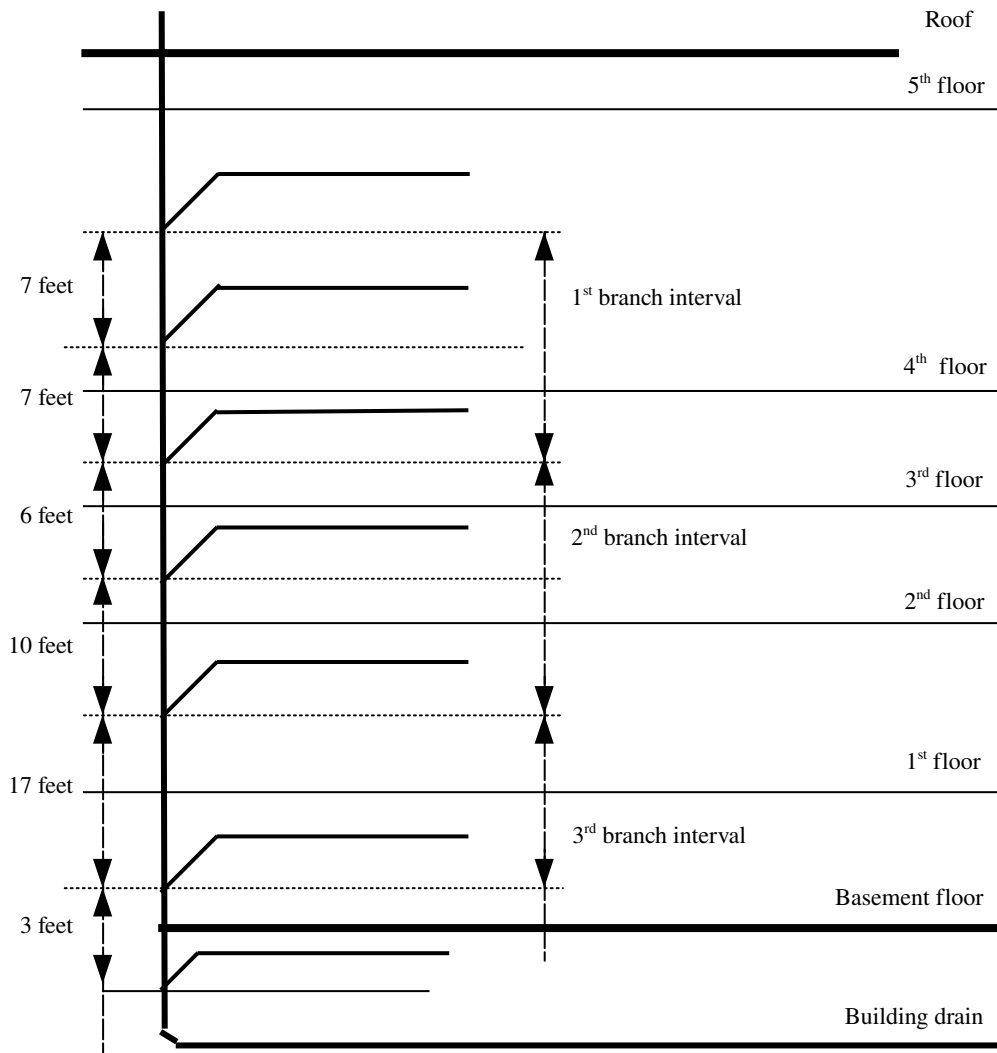 Roof
5th floor
7 feet
1st branch interval
4th floor
7 feet
3rd floor
6 feet
2nd branch interval
2nd floor
10 feet
1st floor
17 feet
3rd branch interval
Basement floor
3 feet
Building drain